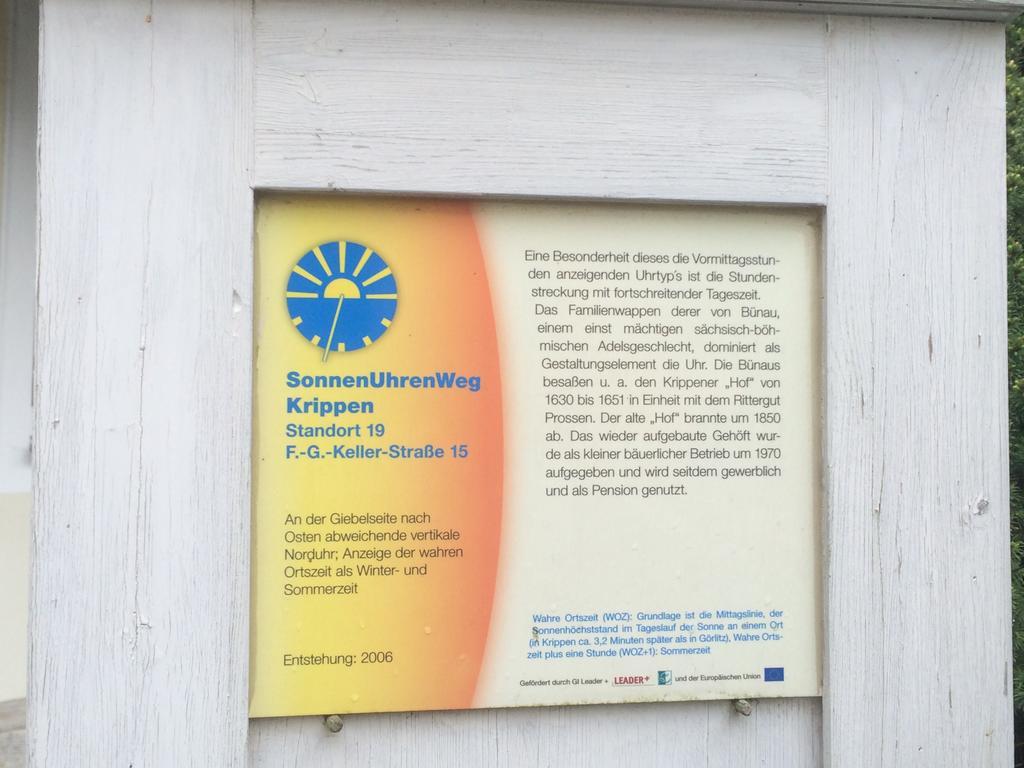 SonnenUhrenWeg
Krippen
Standort 19
F.-G.-Keller-Straße 15
An der Giebelseite nach
Osten abweichende vertikale
Norduhr; Anzeige der wahren
Ortszeit als Winter- und
Sommerzeit
Entstehung: 2006
Eine Besonderheit dieses die Vormittagsstun-
den anzeigenden Uhrtyp's ist die Stunden-
streckung mit fortschreitender Tageszeit.
Das Familienwappen derer von Bünau,
einem einst mächtigen sächsisch-böh-
mischen Adelsgeschlecht, dominiert als
Gestaltungselement die Uhr. Die Bünaus
besaßen u. a. den Krippener „Hof" von
1630 bis 1651 in Einheit mit dem Rittergut
Prossen. Der alte „Hof" brannte um 1850
ab. Das wieder aufgebaute Gehöft wur-
de als kleiner bäuerlicher Betrieb um 1970
aufgegeben und wird seitdem gewerblich
und als Pension genutzt.
Wahre Ortszeit (WOZ): Grundlage ist die Mittagslinie, der
Sonnenhöchststand im Tageslauf der Sonne an einem Ort
(in Krippen ca. 3,2 Minuten später als in Görlitz), Wahre Orts-
zeit plus eine Stunde (WOZ+1): Sommerzeit
Gefördert durch GI Leader + LEADER+ und der Europäischen Union